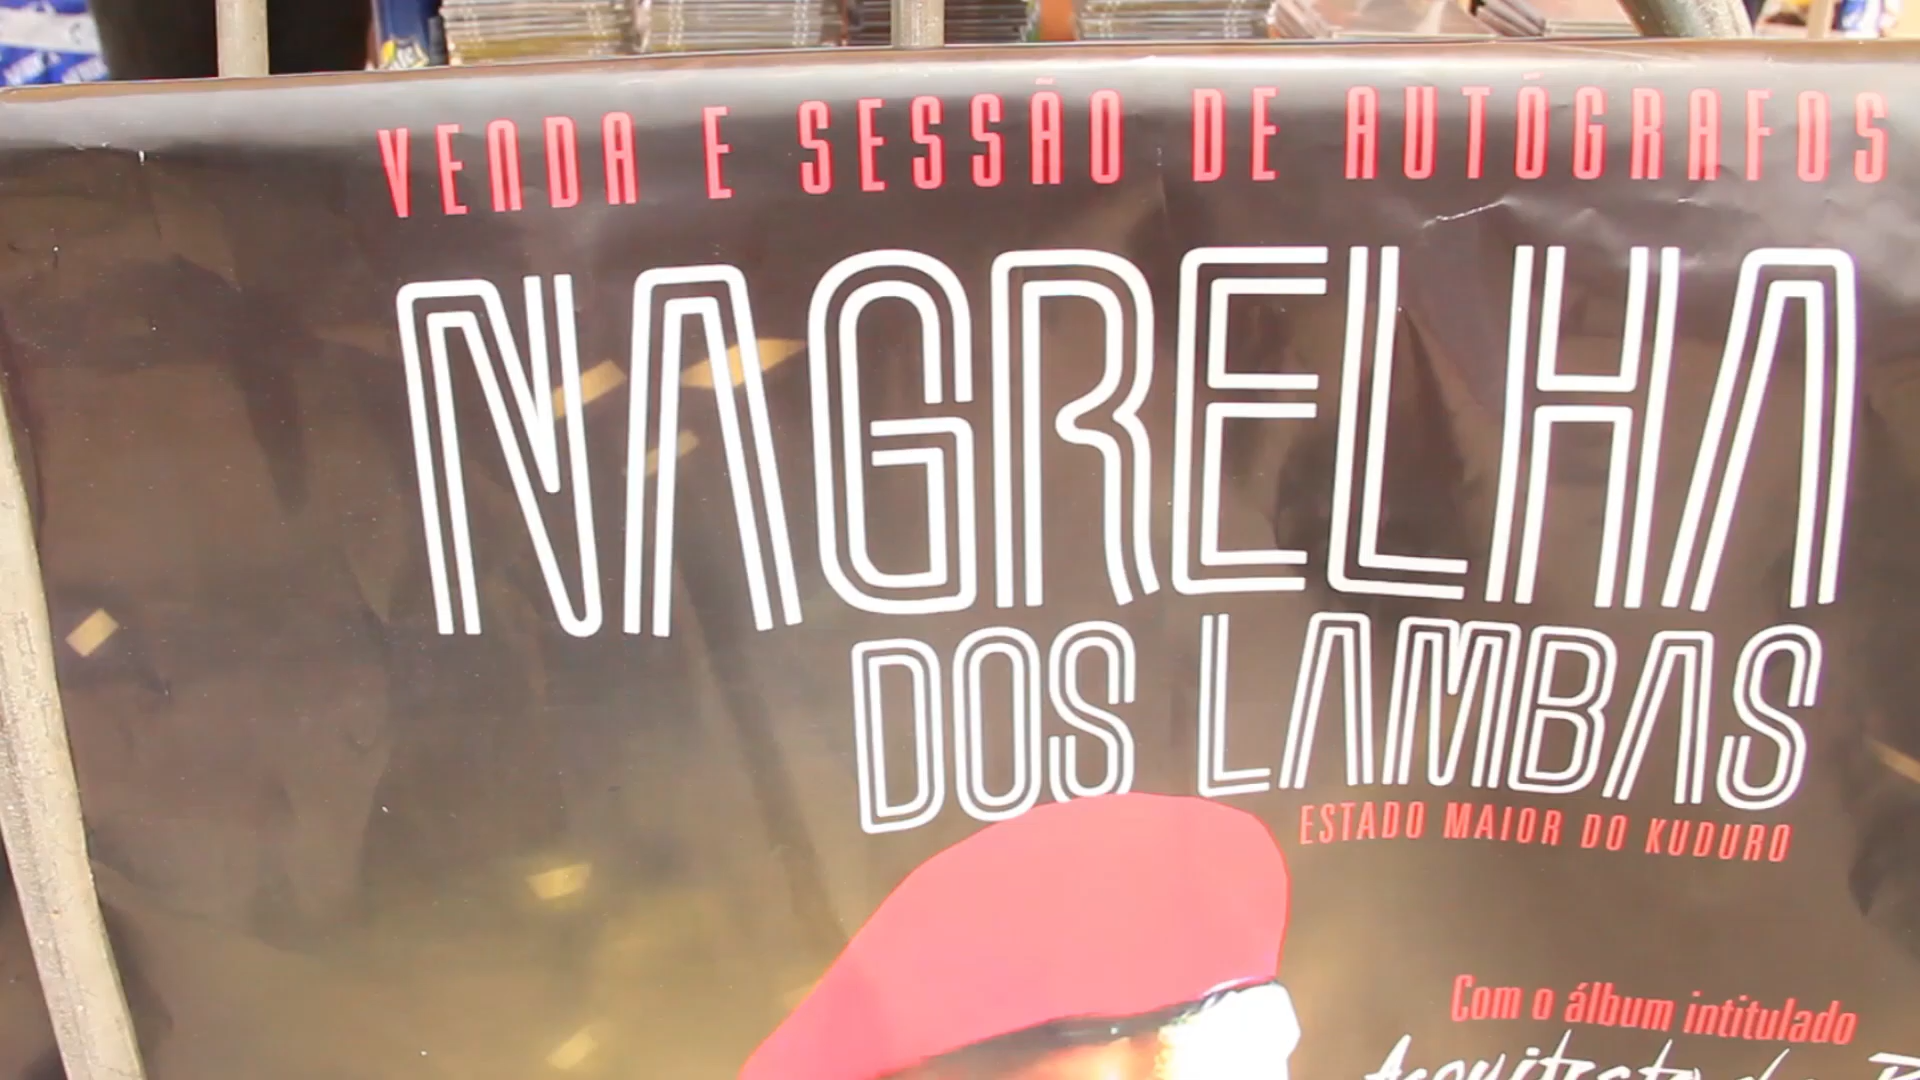 VENDA E SESSÃO DE AUTÓGRAFOS
NAGRELHA
DOS LAMBAS
ESTADO MAIOR DO KUDURO
Com o álbum intitulado